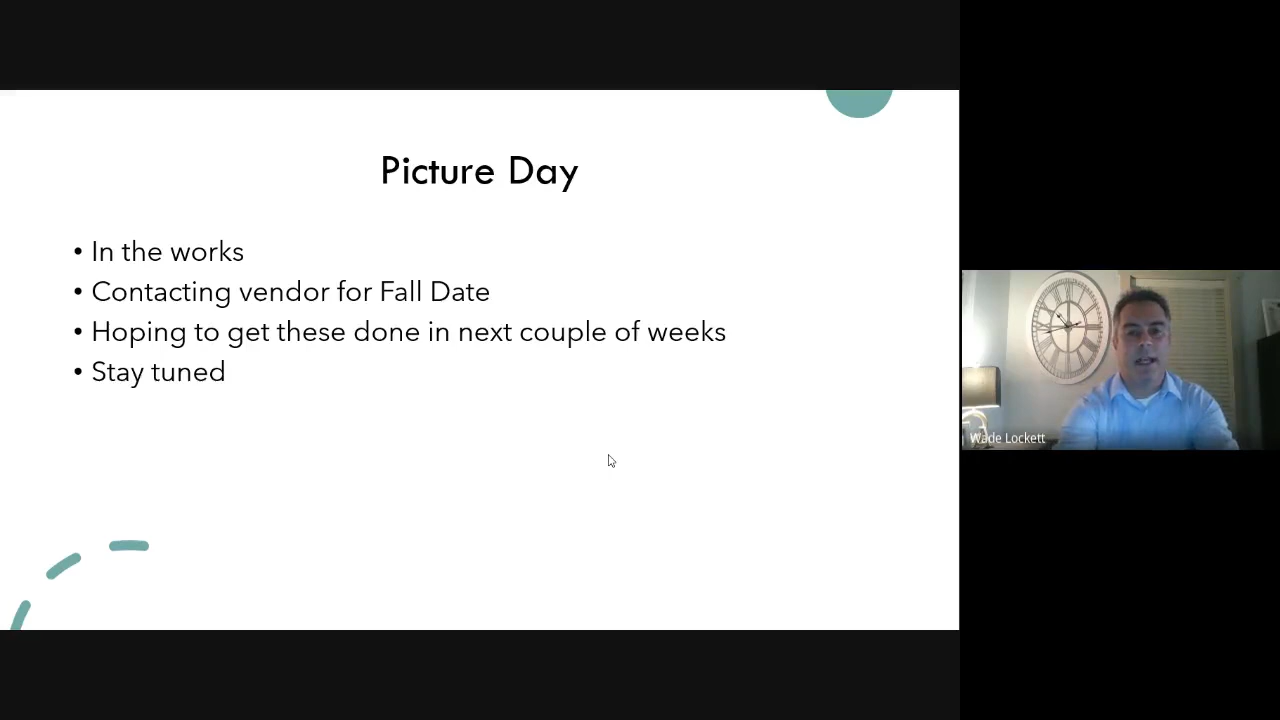 Picture Day
• In the works
• Contacting vendor for Fall Date
• Hoping to get these done in next couple of weeks
• Stay tuned
Wade Lockett